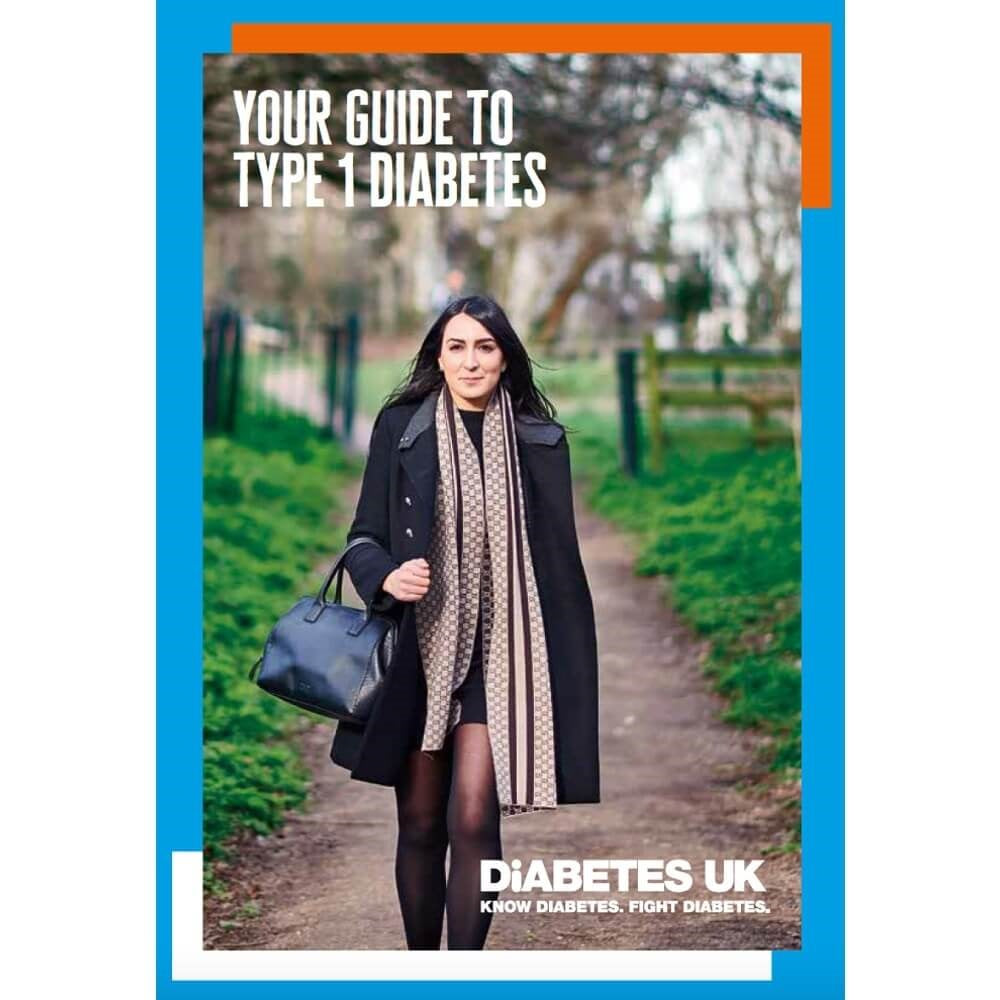 YOUR GUIDE TO
TYPE 1 DIABETES
DiABETES UK
KNOW DIABETES. FIGHT DIABETES.